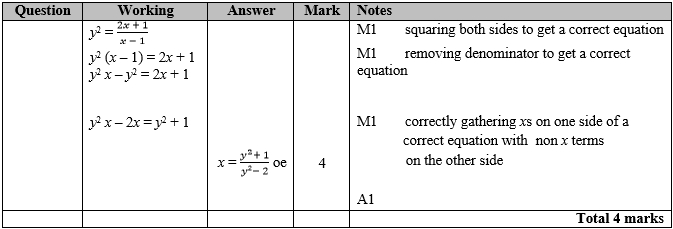 Question Working Answer Mark Notes
y² = (2x + 1)/(x − 1) M1 squaring both sides to get a correct equation
y² (x – 1) = 2x + 1 M1 removing denominator to get a correct
y² x – y² = 2x + 1 equation
y² x – 2x = y² + 1 M1 correctly gathering xs on one side of a
correct equation with non x terms
x = (y² + 1)/(y² − 2) oe 4 on the other side
A1
Total 4 marks